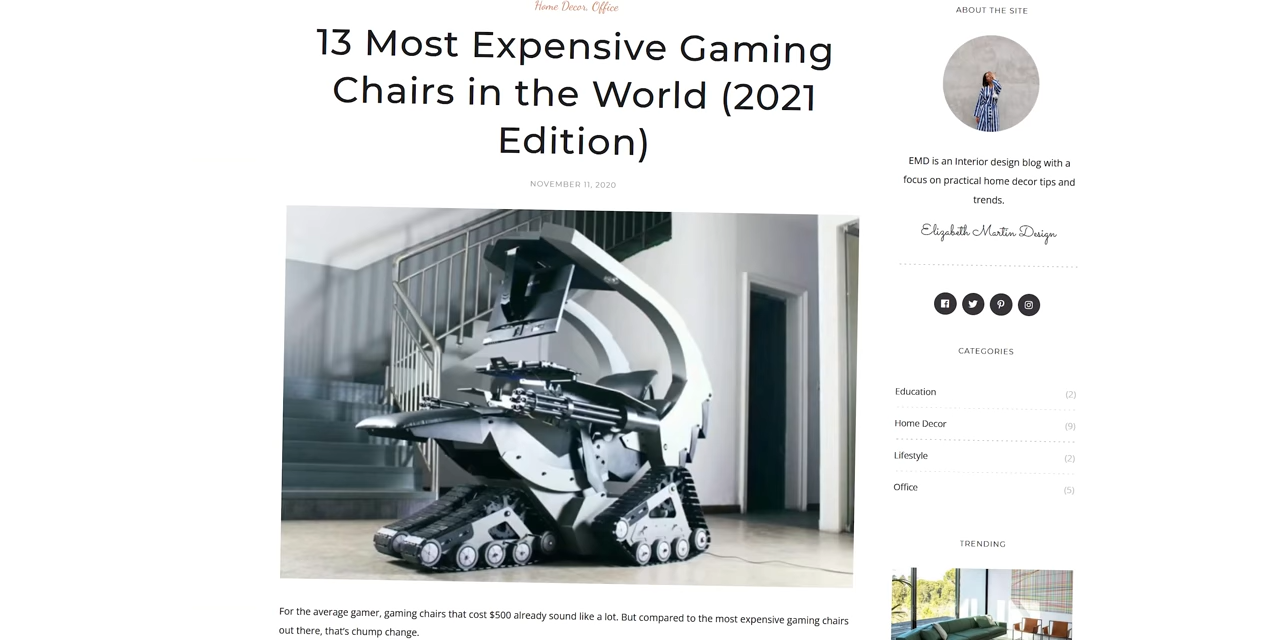 Home Decor, Office
13 Most Expensive Gaming
Chairs in the World (2021
Edition)
NOVEMBER 11, 2020
For the average gamer, gaming chairs that cost $500 already sound like a lot. But compared to the most expensive gaming chairs
out there, that's chump change.
ABOUT THE SITE
EMD is an Interior design blog with a
focus on practical home decor tips and
trends.
Elizabeth Martin Design
CATEGORIES
Education (2)
Home Decor (9)
Lifestyle (2)
Office (5)
TRENDING